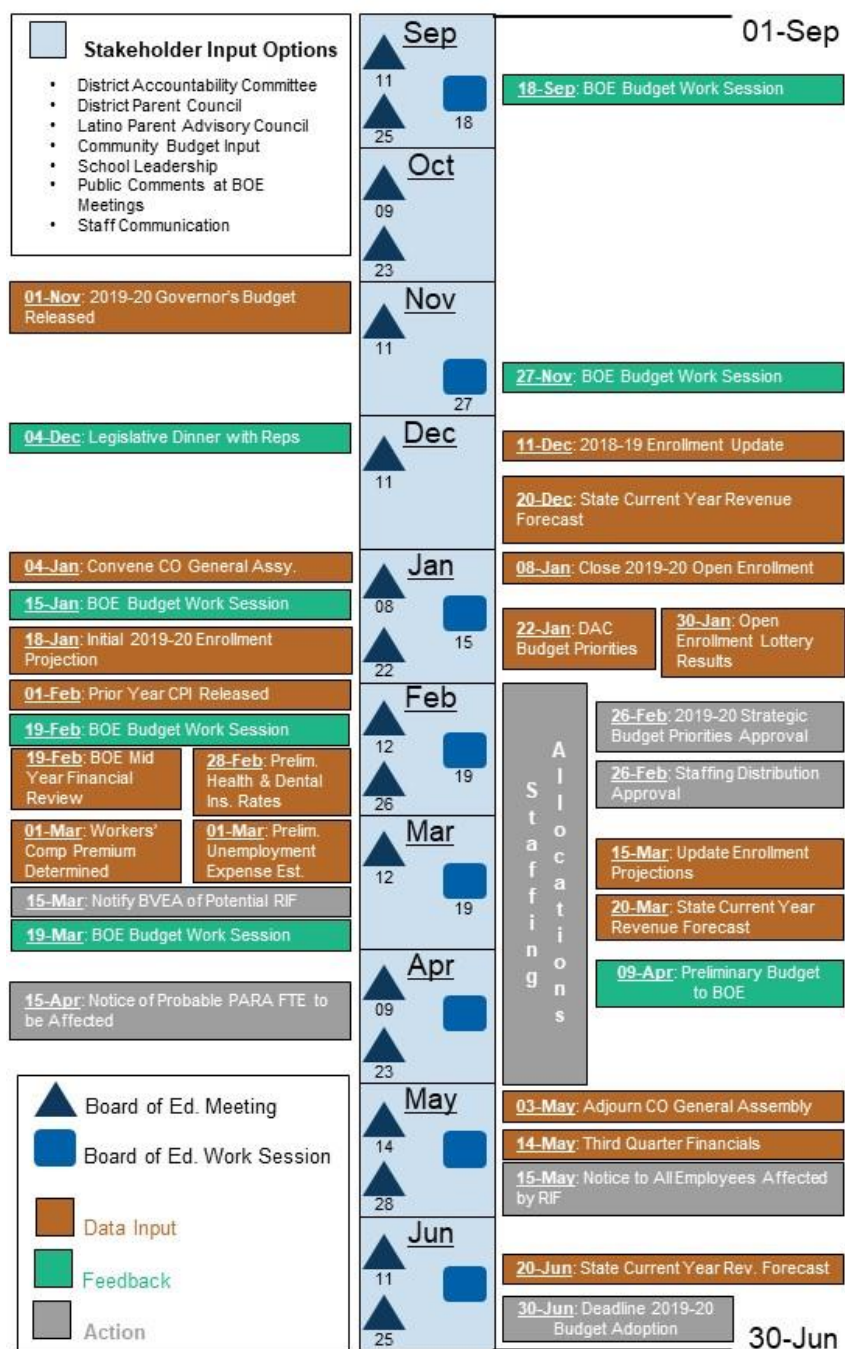 Stakeholder Input Options
• District Accountability Committee
• District Parent Council
• Latino Parent Advisory Council
• Community Budget Input
• School Leadership
• Public Comments at BOE
Meetings
• Staff Communication
Sep
11
18
25
01-Sep
18-Sep: BOE Budget Work Session
Oct
09
23
01-Nov: 2019-20 Governor's Budget
Released
Nov
11
27
27-Nov: BOE Budget Work Session
04-Dec: Legislative Dinner with Reps
Dec
11
11-Dec: 2018-19 Enrollment Update
20-Dec: State Current Year Revenue
Forecast
04-Jan: Convene CO General Assy.
15-Jan: BOE Budget Work Session
18-Jan: Initial 2019-20 Enrollment
Projection
Jan
08
15
22
08-Jan: Close 2019-20 Open Enrollment
22-Jan: DAC
Budget Priorities
30-Jan: Open
Enrollment Lottery
Results
01-Feb: Prior Year CPI Released
19-Feb: BOE Budget Work Session
19-Feb: BOE Mid
Year Financial
Review
28-Feb: Prelim.
Health & Dental
Ins. Rates
Feb
12
19
26
Staffing
Allocations
26-Feb: 2019-20 Strategic
Budget Priorities Approval
26-Feb: Staffing Distribution
Approval
01-Mar: Workers'
Comp Premium
Determined
01-Mar: Prelim.
Unemployment
Expense Est.
15-Mar: Notify BVEA of Potential RIF
19-Mar: BOE Budget Work Session
Mar
12
19
15-Mar: Update Enrollment
Projections
20-Mar: State Current Year
Revenue Forecast
15-Apr: Notice of Probable PARA FTE to
be Affected
Apr
09
23
09-Apr: Preliminary Budget
to BOE
May
14
28
03-May: Adjourn CO General Assembly
14-May: Third Quarter Financials
15-May: Notice to All Employees Affected
by RIF
Jun
11
25
20-Jun: State Current Year Rev. Forecast
30-Jun: Deadline 2019-20
Budget Adoption
30-Jun
Board of Ed. Meeting
Board of Ed. Work Session
Data Input
Feedback
Action